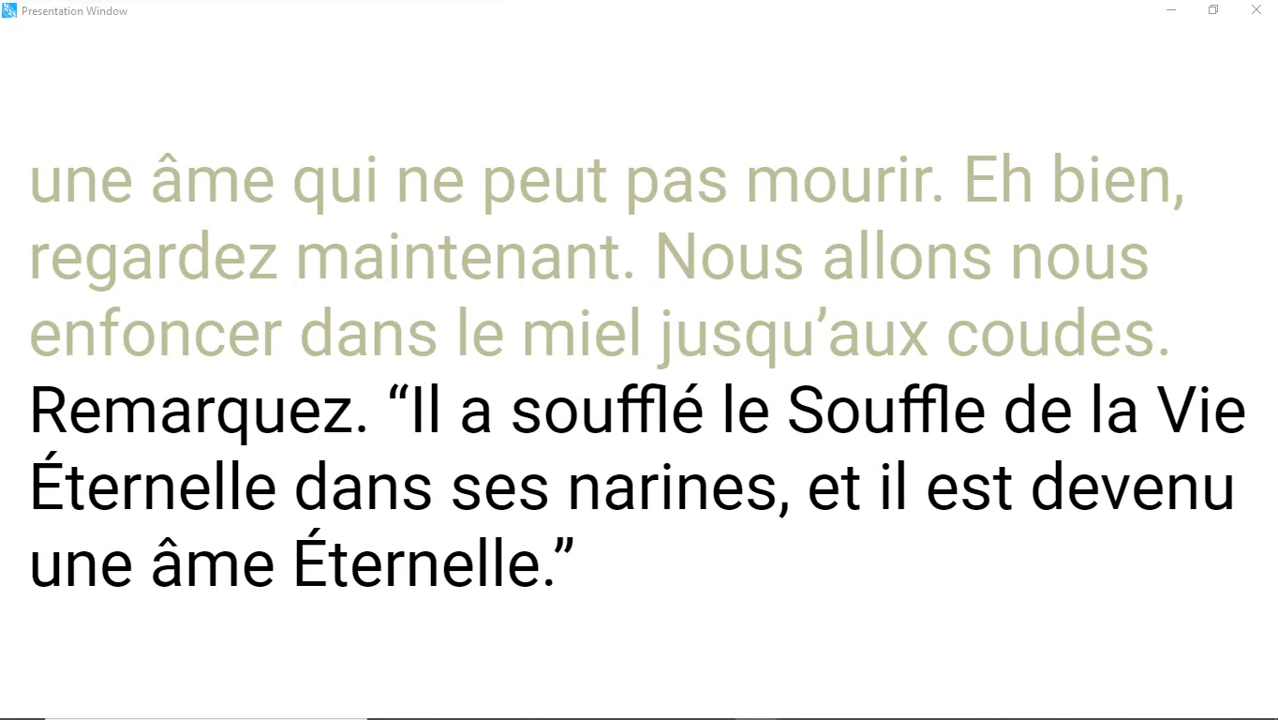 Presentation Window
une âme qui ne peut pas mourir. Eh bien,
regardez maintenant. Nous allons nous
enfoncer dans le miel jusqu’aux coudes.
Remarquez. “Il a soufflé le Souffle de la Vie
Éternelle dans ses narines, et il est devenu
une âme Éternelle.”